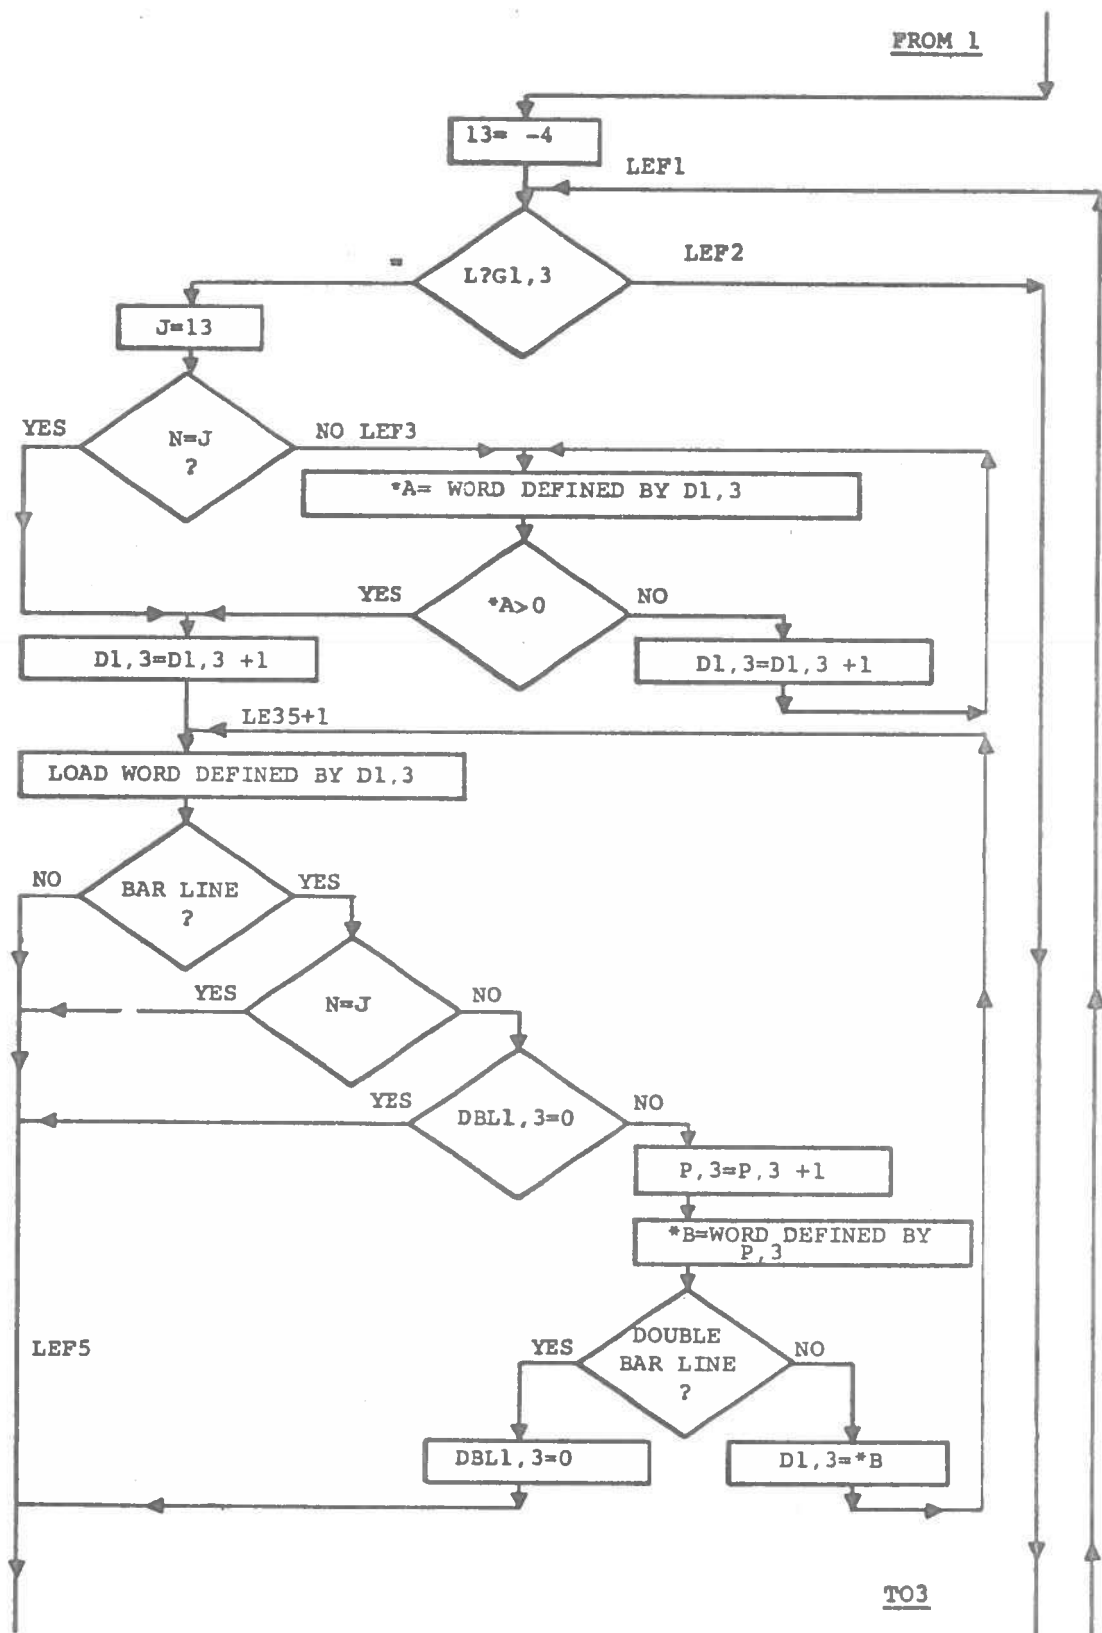 FROM 1
13= -4
LEF1
=
L?G1,3
LEF2
J=13
YES
N=J
?
NO LEF3
*A= WORD DEFINED BY D1,3
YES
*A>0
NO
D1,3=D1,3 +1
D1,3=D1,3 +1
LE35+1
LOAD WORD DEFINED BY D1,3
NO
BAR LINE
?
YES
YES
N=J
NO
YES
DBL1,3=0
NO
P,3=P,3 +1
*B=WORD DEFINED BY
P,3
LEF5
YES
DOUBLE
BAR LINE
?
NO
DBL1,3=0
D1,3=*B
TO3